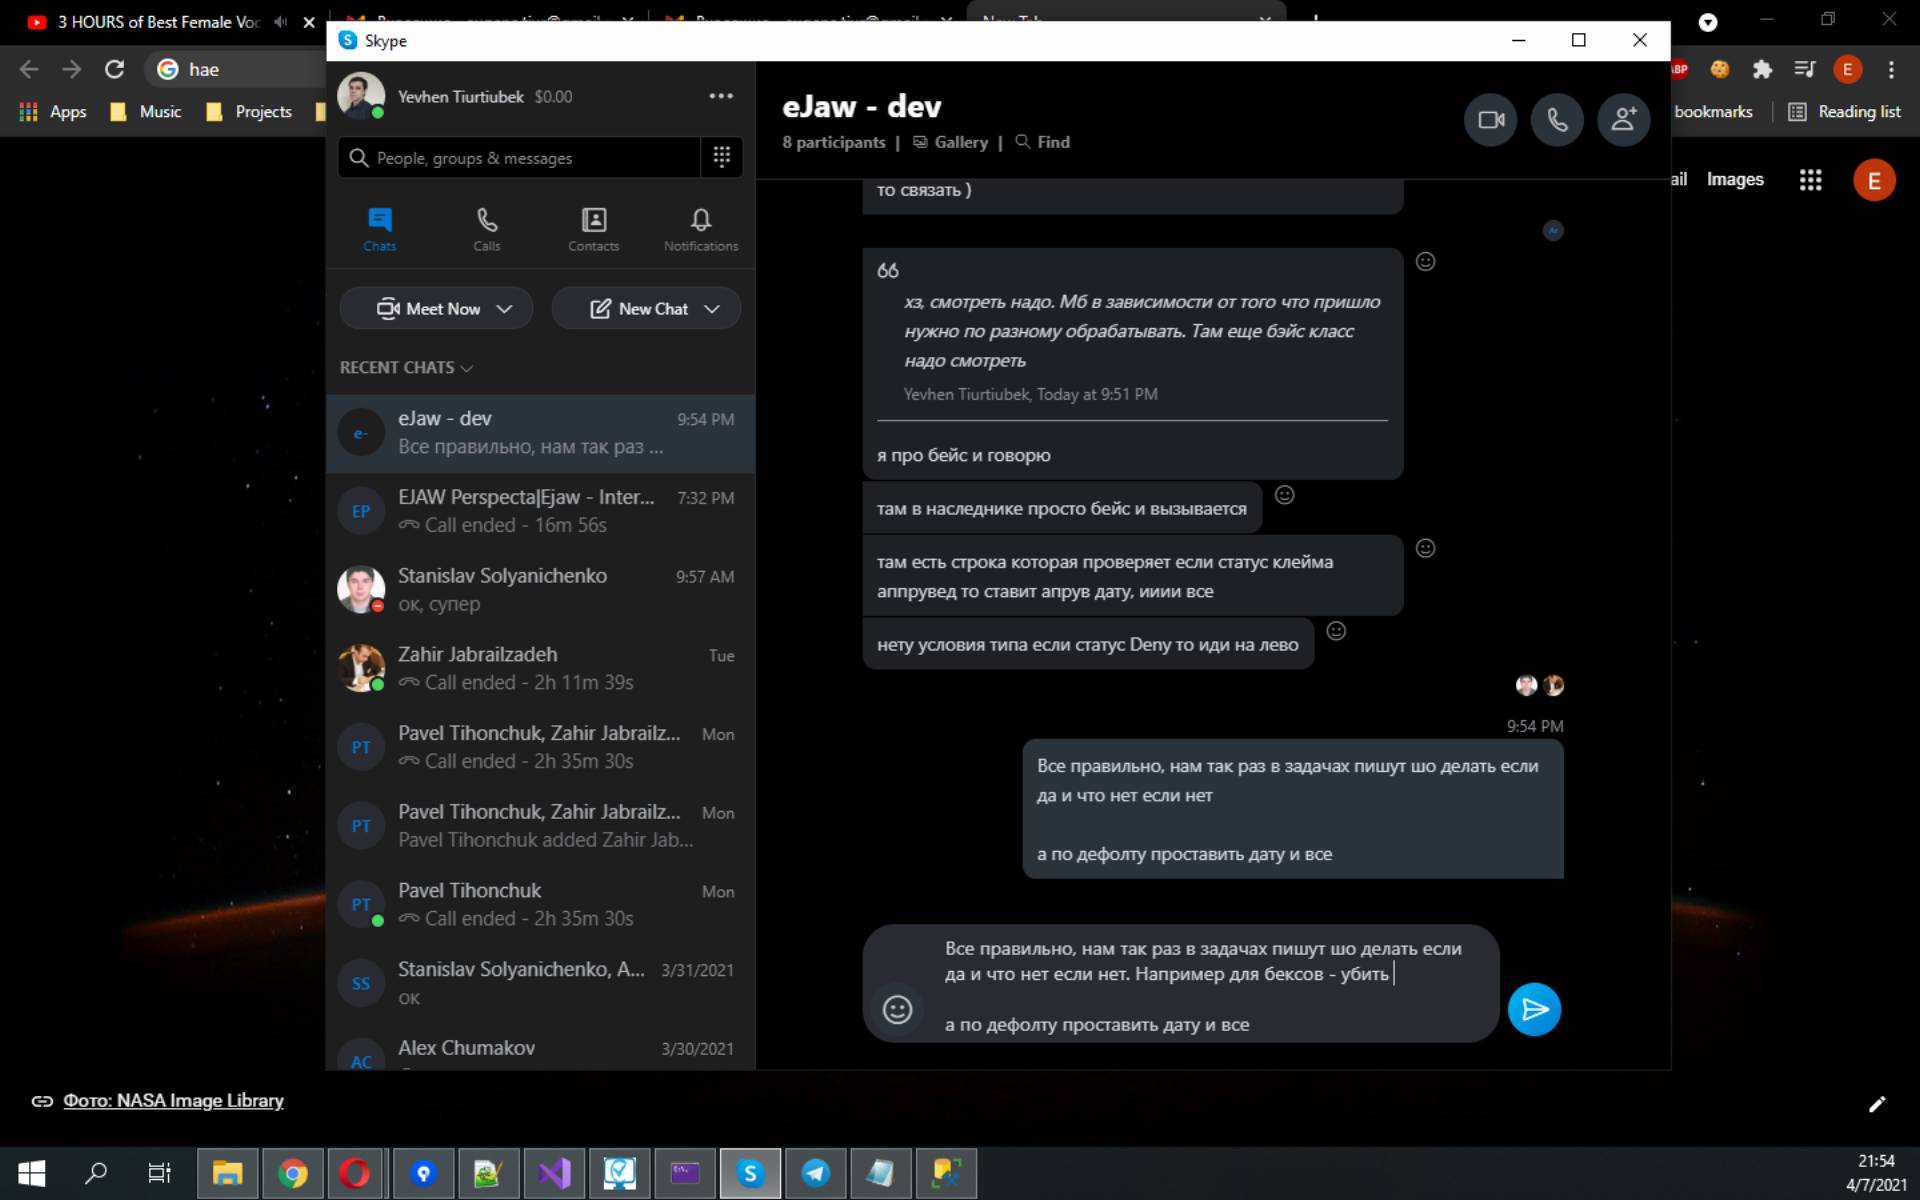 3 HOURS of Best Female Voc
New Tab
hae
Apps
Music
Projects
bookmarks
Reading list
ail
Images
E
E
ABP
Skype
Yevhen Tiurtiubek $0.00
People, groups & messages
Chats
Calls
Contacts
Notifications
Meet Now
New Chat
RECENT CHATS
e-
eJaw - dev
9:54 PM
Все правильно, нам так раз ...
EP
EJAW Perspecta|Ejaw - Inter...
7:32 PM
Call ended - 16m 56s
Stanislav Solyanichenko
9:57 AM
ок, супер
Zahir Jabrailzadeh
Tue
Call ended - 2h 11m 39s
PT
Pavel Tihonchuk, Zahir Jabrailz...
Mon
Call ended - 2h 35m 30s
PT
Pavel Tihonchuk, Zahir Jabrailz...
Mon
Pavel Tihonchuk added Zahir Jab...
PT
Pavel Tihonchuk
Mon
Call ended - 2h 35m 30s
SS
Stanislav Solyanichenko, A...
3/31/2021
ок
AC
Alex Chumakov
3/30/2021
eJaw - dev
8 participants | Gallery | Find
то связать )
хз, смотреть надо. Мб в зависимости от того что пришло
нужно по разному обрабатывать. Там еще бэйс класс
надо смотреть
Yevhen Tiurtiubek, Today at 9:51 PM
я про бейс и говорю
там в наследнике просто бейс и вызывается
там есть строка которая проверяет если статус клейма
аппрувед то ставит апрув дату, ииии все
нету условия типа если статус Deny то иди на лево
9:54 PM
Все правильно, нам так раз в задачах пишут шо делать если
да и что нет если нет
а по дефолту проставить дату и все
Все правильно, нам так раз в задачах пишут шо делать если
да и что нет если нет. Например для бексов - убить
а по дефолту проставить дату и все
Фото: NASA Image Library
21:54
4/7/2021